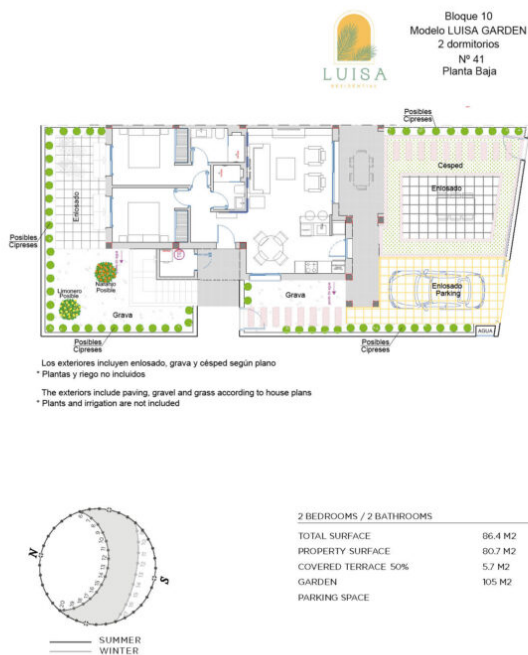 Bloque 10
Modelo LUISA GARDEN
2 dormitorios
Nº 41
Planta Baja
LUISA
RESIDENTIAL
Posibles
Cipreses
Césped
Enlosado
Enlosado
Posibles
Cipreses
Limonero
Posible
Naranjo
Posible
Grava
Grava
Enlosado
Parking
AGUA
Posibles
Cipreses
Posibles
Cipreses
Los exteriores incluyen enlosado, grava y césped según plano
* Plantas y riego no incluidos
The exteriors include paving, gravel and grass according to house plans
* Plants and irrigation are not included
N
S
SUMMER
WINTER
2 BEDROOMS / 2 BATHROOMS
TOTAL SURFACE 86.4 M2
PROPERTY SURFACE 80.7 M2
COVERED TERRACE 50% 5.7 M2
GARDEN 105 M2
PARKING SPACE